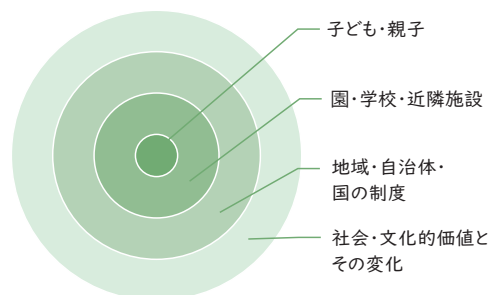 子ども・親子
園・学校・近隣施設
地域・自治体・
国の制度
社会・文化的価値と
その変化